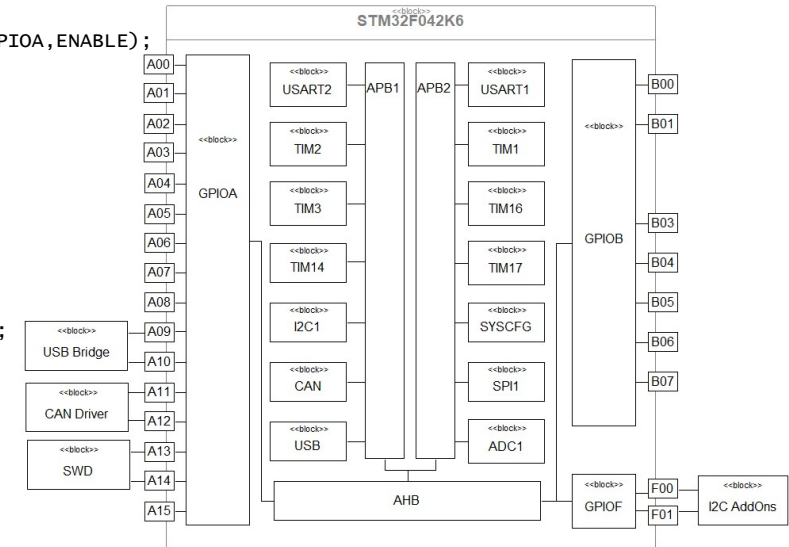 <<block>>
STM32F042K6
PIOA,ENABLE);
;
A00
A01
A02
A03
A04
A05
A06
A07
A08
A09
A10
A11
A12
A13
A14
A15
<<block>>
GPIOA
<<block>>
USB Bridge
<<block>>
CAN Driver
<<block>>
SWD
<<block>>
USART2
<<block>>
TIM2
<<block>>
TIM3
<<block>>
TIM14
<<block>>
I2C1
<<block>>
CAN
<<block>>
USB
APB1
APB2
<<block>>
USART1
<<block>>
TIM1
<<block>>
TIM16
<<block>>
TIM17
<<block>>
SYSCFG
<<block>>
SPI1
<<block>>
ADC1
AHB
<<block>>
GPIOB
B00
B01
B03
B04
B05
B06
B07
<<block>>
GPIOF
F00
F01
<<block>>
I2C AddOns